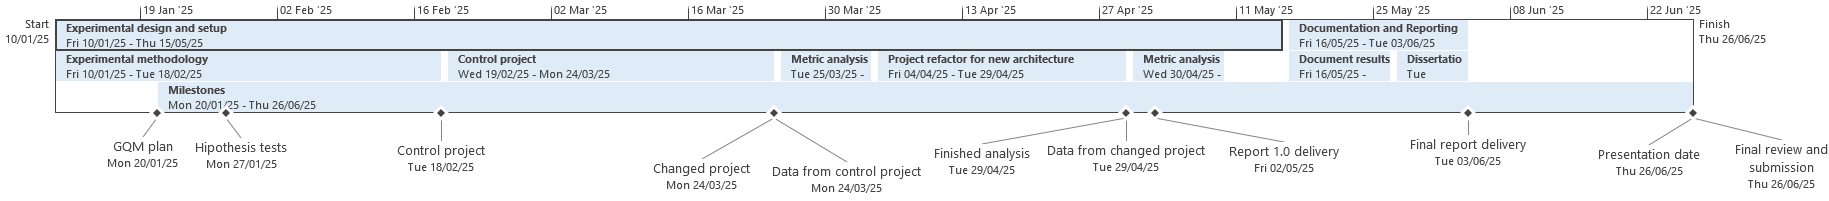 19 Jan '25
02 Feb '25
16 Feb '25
02 Mar '25
16 Mar '25
30 Mar '25
13 Apr '25
27 Apr '25
11 May '25
25 May '25
08 Jun '25
22 Jun '25
Start
10/01/25
Experimental design and setup
Fri 10/01/25 - Thu 15/05/25
Documentation and Reporting
Fri 16/05/25 - Tue 03/06/25
Finish
Thu 26/06/25
Experimental methodology
Fri 10/01/25 - Tue 18/02/25
Control project
Wed 19/02/25 - Mon 24/03/25
Metric analysis
Tue 25/03/25 -
Project refactor for new architecture
Fri 04/04/25 - Tue 29/04/25
Metric analysis
Wed 30/04/25 -
Document results
Fri 16/05/25 -
Dissertatio
Tue
Milestones
Mon 20/01/25 - Thu 26/06/25
GQM plan
Mon 20/01/25
Hipothesis tests
Mon 27/01/25
Control project
Tue 18/02/25
Changed project
Mon 24/03/25
Data from control project
Mon 24/03/25
Finished analysis
Tue 29/04/25
Data from changed project
Tue 29/04/25
Report 1.0 delivery
Fri 02/05/25
Final report delivery
Tue 03/06/25
Presentation date
Thu 26/06/25
Final review and
submission
Thu 26/06/25